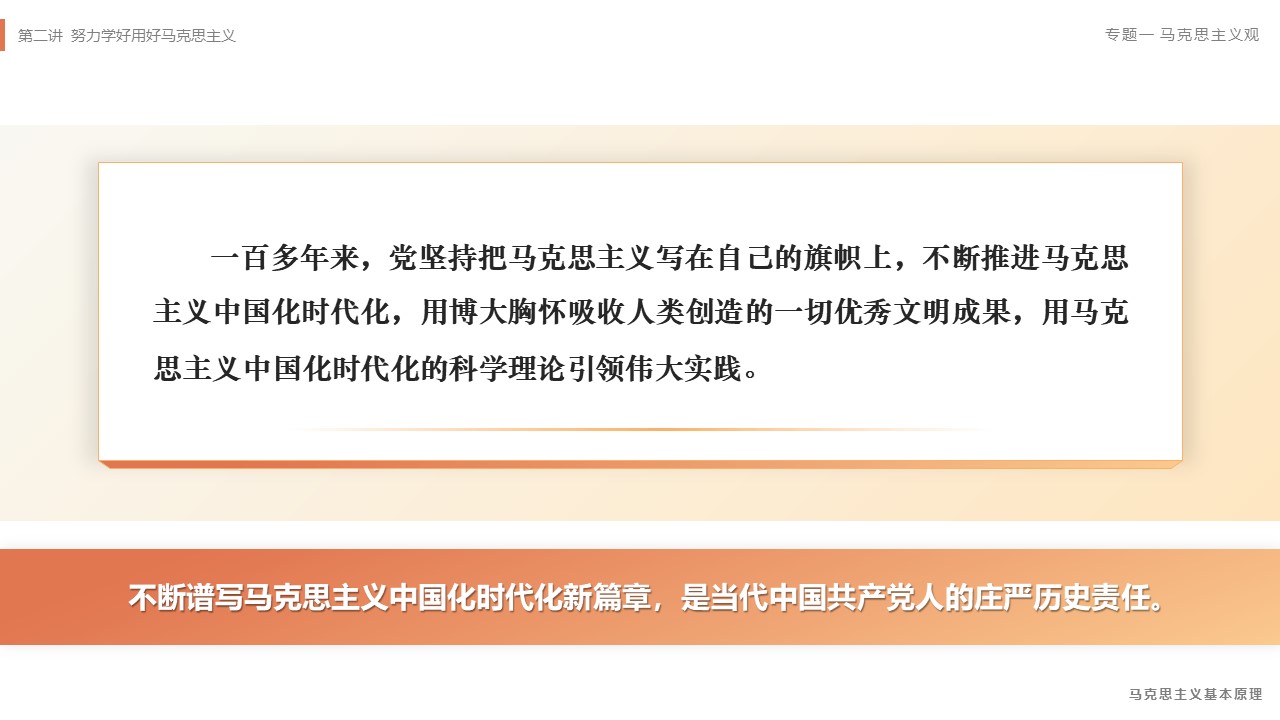 第二讲 努力学好用好马克思主义
专题一 马克思主义观
一百多年来，党坚持把马克思主义写在自己的旗帜上，不断推进马克思
主义中国化时代化，用博大胸怀吸收人类创造的一切优秀文明成果，用马克
思主义中国化时代化的科学理论引领伟大实践。
不断谱写马克思主义中国化时代化新篇章，是当代中国共产党人的庄严历史责任。
马克思主义基本原理